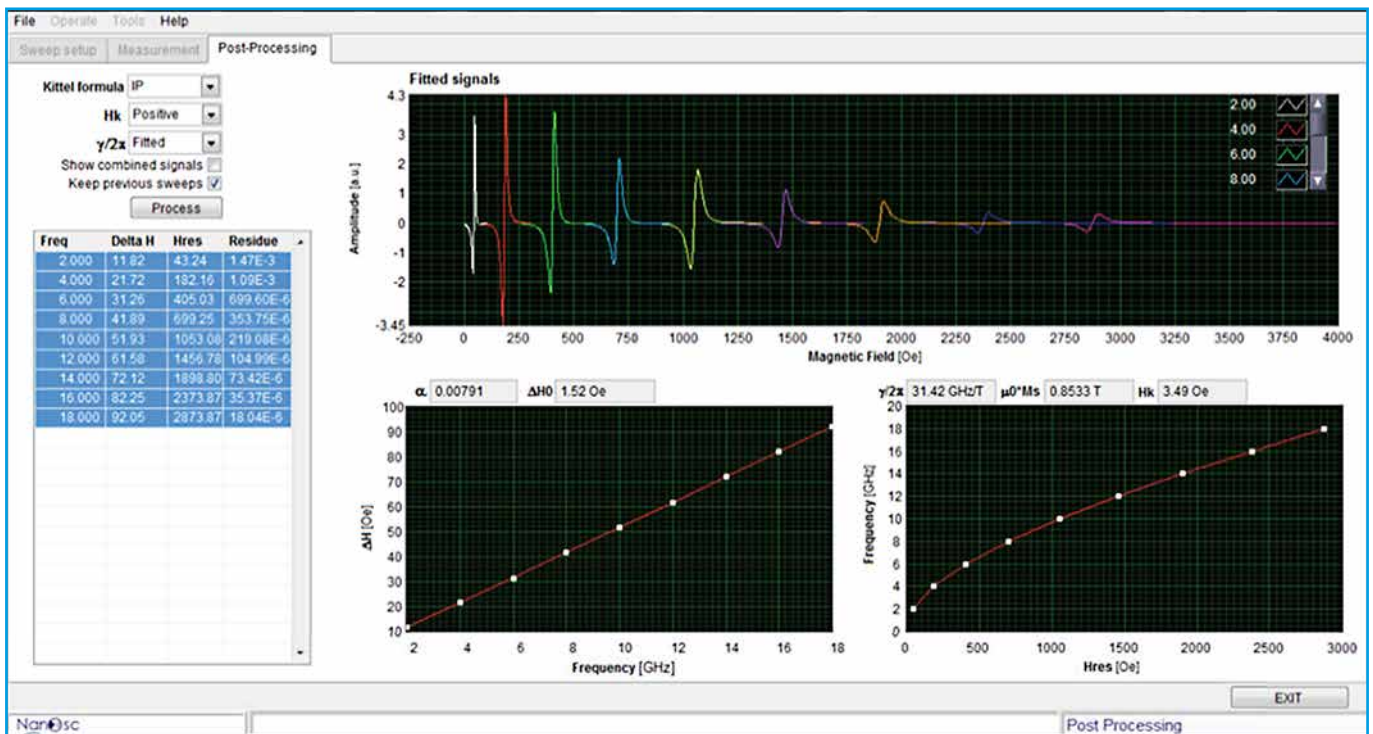 File Operate Tools Help
Sweep setup Measurement Post-Processing
Kittel formula IP
Hk Positive
γ/2x Fitted
Show combined signals
Keep previous sweeps
Process
Freq Delta H Hres Residue
2.000 11.82 43.24 1.47E-3
4.000 21.72 182.16 1.09E-3
6.000 31.26 405.03 699.60E-6
8.000 41.89 699.25 353.75E-6
10.000 51.93 1053.08 219.08E-6
12.000 61.58 1456.78 104.99E-6
14.000 72.12 1898.80 73.42E-6
16.000 82.25 2373.87 35.37E-6
18.000 92.05 2873.87 18.04E-6
Fitted signals
4.3
3
2
1
0
-1
-2
-3.45
Amplitude [a.u.]
2.00
4.00
6.00
8.00
-250 0 250 500 750 1000 1250 1500 1750 2000 2250 2500 2750 3000 3250 3500 3750 4000
Magnetic Field [Oe]
α 0.00791 ΔH0 1.52 Oe
100
90
80
70
60
50
40
30
20
10
ΔH [Oe]
2 4 6 8 10 12 14 16 18
Frequency [GHz]
γ/2x 31.42 GHz/T μ0*Ms 0.8533 T Hk 3.49 Oe
20
18
16
14
12
10
8
6
4
2
0
Frequency [GHz]
0 500 1000 1500 2000 2500 3000
Hres [Oe]
EXIT
NanOsc
Post Processing